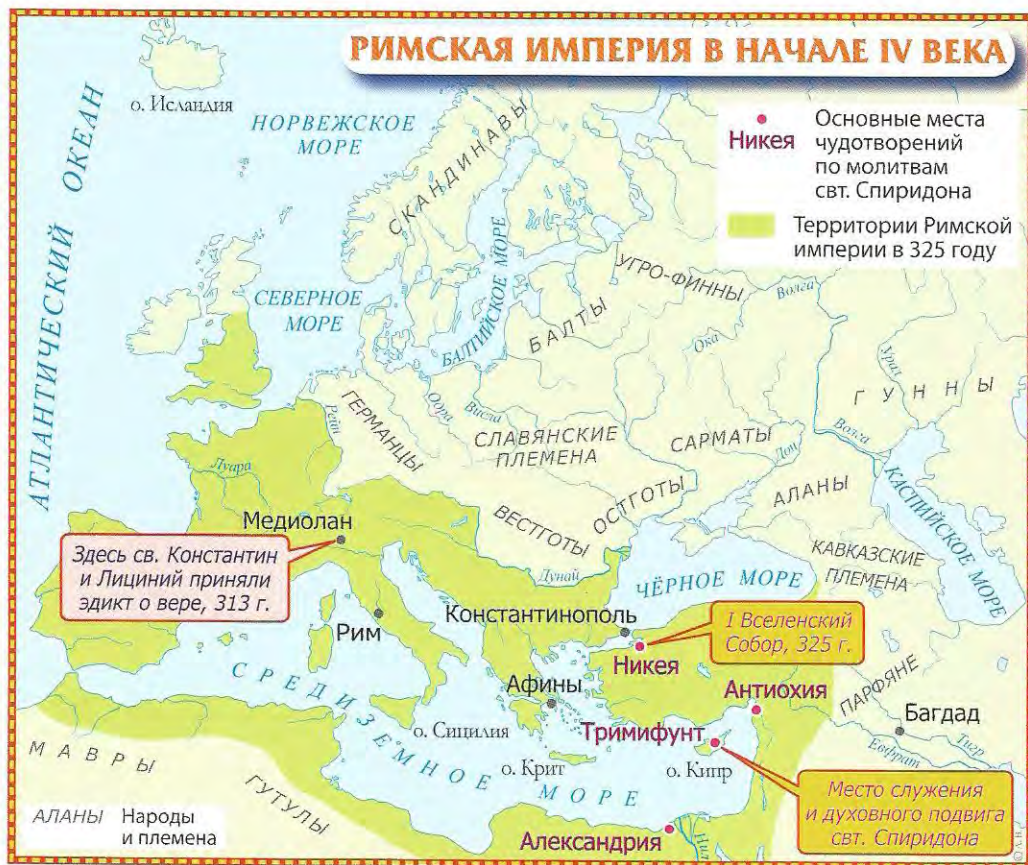 РИМСКАЯ ИМПЕРИЯ В НАЧАЛЕ IV ВЕКА
о. Исландия
АТЛАНТИЧЕСКИЙ ОКЕАН
НОРВЕЖСКОЕ
МОРЕ
СКАНДИНАВЫ
Никея
Основные места
чудотворений
по молитвам
свт. Спиридона
Территории Римской
империи в 325 году
СЕВЕРНОЕ
МОРЕ
БАЛТИЙСКОЕ МОРЕ
УГРО-ФИННЫ
Волга
БАЛТЫ
Ока
Урал
ГУННЫ
Рейн
ГЕРМАНЦЫ
Одра
Висла
СЛАВЯНСКИЕ
ПЛЕМЕНА
САРМАТЫ
Дон
Волга
Луара
ВЕСТГОТЫ
ОСТГОТЫ
АЛАНЫ
КАСПИЙСКОЕ МОРЕ
Медиолан
Здесь св. Константин
и Лициний приняли
эдикт о вере, 313 г.
Дунай
ЧЁРНОЕ МОРЕ
КАВКАЗСКИЕ
ПЛЕМЕНА
Рим
Константинополь
I Вселенский
Собор, 325 г.
Никея
СРЕДИЗЕМНОЕ МОРЕ
Афины
Антиохия
ПАРФЯНЕ
Багдад
о. Сицилия
Тримифунт
Евфрат
Тигр
МАВРЫ
о. Крит
о. Кипр
ГУТУЛЫ
Место служения
и духовного подвига
свт. Спиридона
АЛАНЫ
Народы
и племена
Александрия
Нил